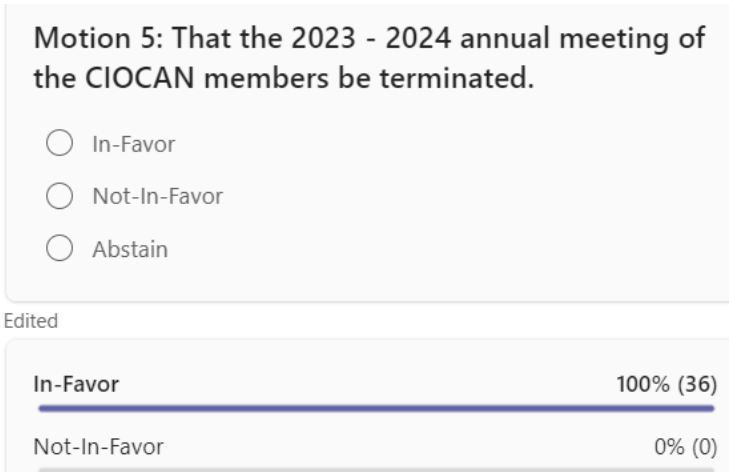 Motion 5: That the 2023 - 2024 annual meeting of
the CIOCAN members be terminated.
In-Favor
Not-In-Favor
Abstain
Edited
In-Favor 100% (36)
Not-In-Favor 0% (0)